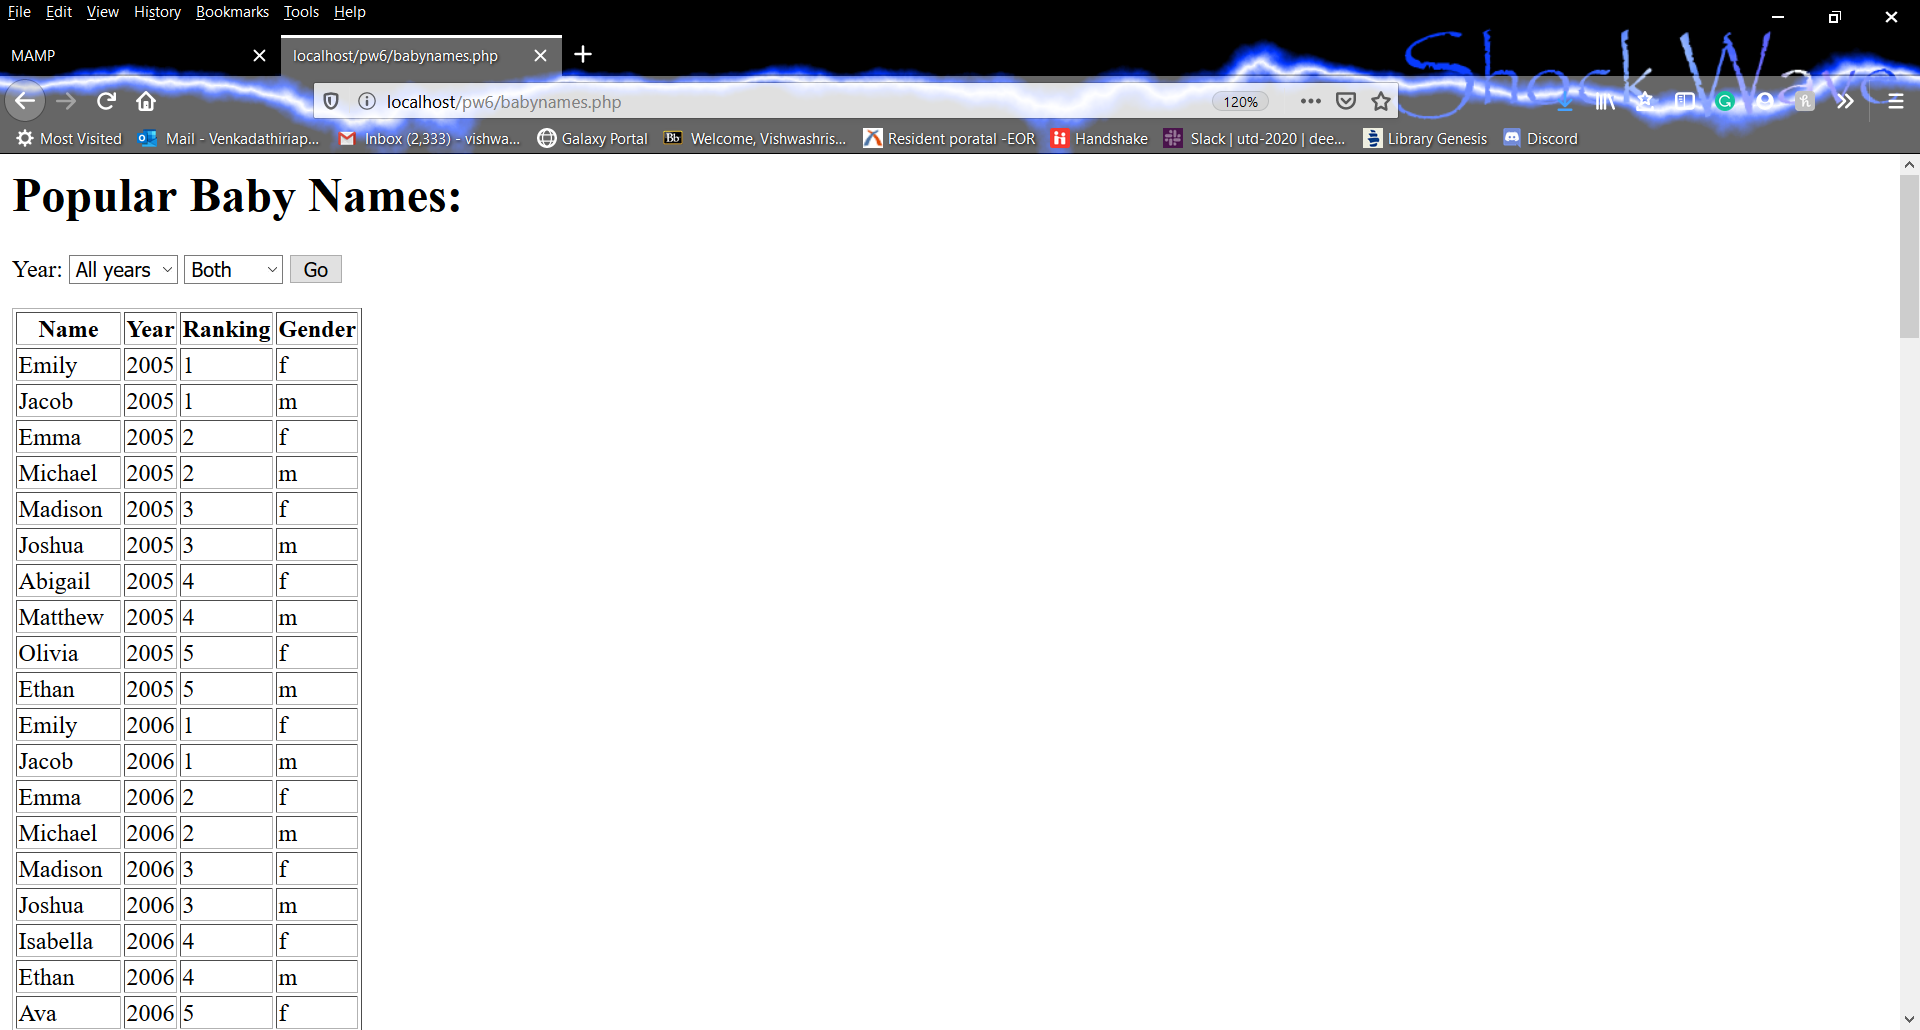 File Edit View History Bookmarks Tools Help
Shock Wave
MAMP
localhost/pw6/babynames.php
localhost/pw6/babynames.php
120%
Most Visited
Mail - Venkadathiriap...
Inbox (2,333) - vishwa...
Galaxy Portal
Bb Welcome, Vishwashris...
Resident poratal -EOR
Handshake
Slack | utd-2020 | dee...
Library Genesis
Discord
Popular Baby Names:
Year: All years Both Go
Name Year Ranking Gender
Emily 2005 1 f
Jacob 2005 1 m
Emma 2005 2 f
Michael 2005 2 m
Madison 2005 3 f
Joshua 2005 3 m
Abigail 2005 4 f
Matthew 2005 4 m
Olivia 2005 5 f
Ethan 2005 5 m
Emily 2006 1 f
Jacob 2006 1 m
Emma 2006 2 f
Michael 2006 2 m
Madison 2006 3 f
Joshua 2006 3 m
Isabella 2006 4 f
Ethan 2006 4 m
Ava 2006 5 f